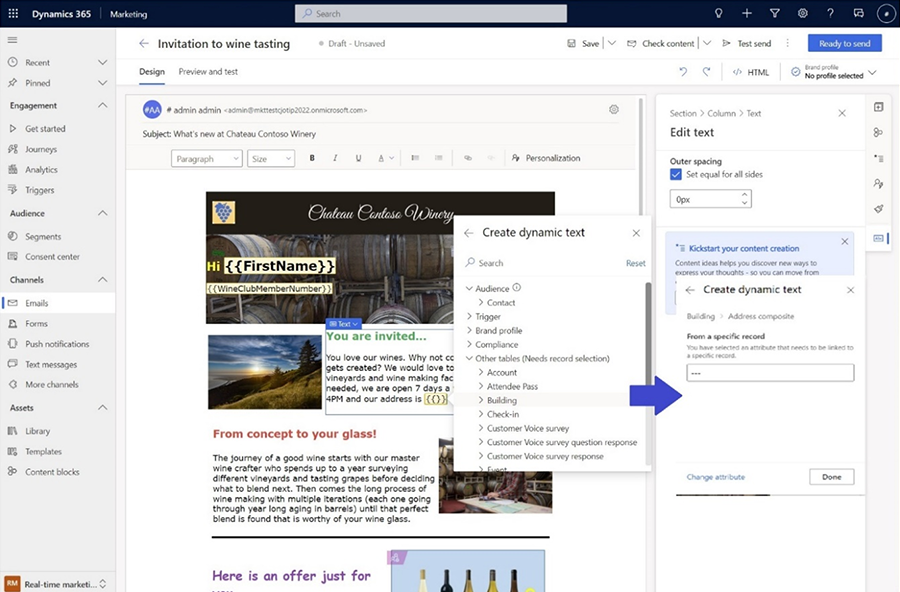 Dynamics 365 Marketing Search
Invitation to wine tasting Draft - Unsaved Save Check content Test send Ready to send
Design Preview and test HTML Brand profile
No profile selected
Recent
Pinned
Engagement
Get started
Journeys
Analytics
Triggers
Audience
Segments
Consent center
Channels
Emails
Forms
Push notifications
Text messages
More channels
Assets
Library
Templates
Content blocks
RM Real-time marketi...
#AA # admin admin <admin@mkttestcjotip2022.onmicrosoft.com>
Subject: What's new at Chateau Contoso Winery
Paragraph Size B I U A Personalization
Chateau Contoso Winery
Hi {{FirstName}}
{{WineClubMemberNumber}}
Text
You are invited...
You love our wines. Why not co
gets created? We would love to
vineyards and wine making fac
needed, we are open 7 days a
4PM and our address is {{}}
From concept to your glass!
The journey of a good wine starts with our master
wine crafter who spends up to a year surveying
different vineyards and tasting grapes before deciding
what to blend next. Then comes the long process of
wine making with multiple iterations (each one going
through year long aging in barrels) until that perfect
blend is found that is worthy of your wine glass.
Here is an offer just for
Create dynamic text
Search Reset
Audience
Contact
Trigger
Brand profile
Compliance
Other tables (Needs record selection)
Account
Attendee Pass
Building
Check-in
Customer Voice survey
Customer Voice survey question response
Customer Voice survey response
Event
Section > Column > Text
Edit text
Outer spacing
Set equal for all sides
0px
Kickstart your content creation
Content ideas helps you discover new ways to
express your thoughts - so you can move from
Create dynamic text
Building > Address composite
From a specific record
You have selected an attribute that needs to be linked to
a specific record.
---
Change attribute Done